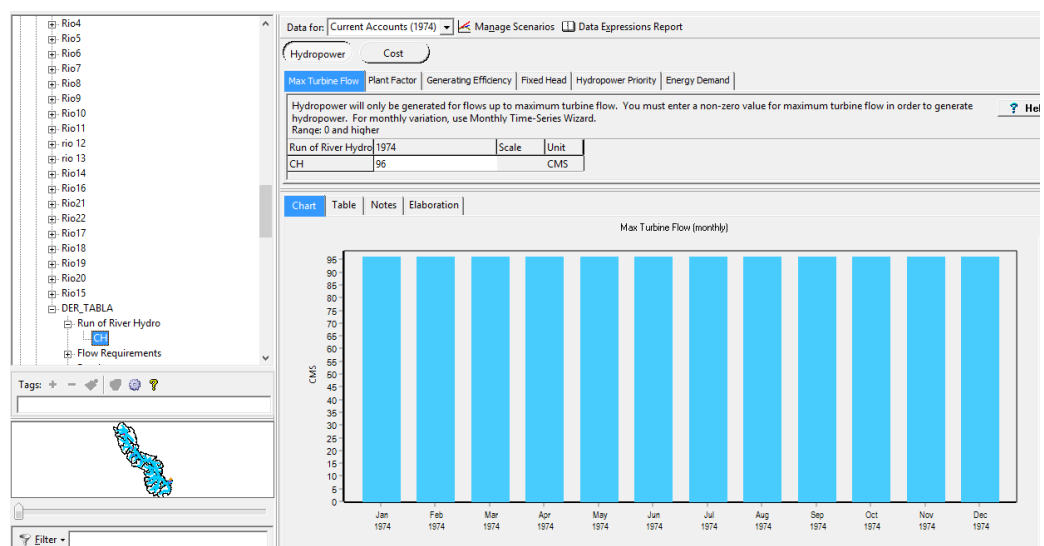 Rio4
Rio5
Rio6
Rio7
Rio8
Rio9
Rio10
Rio11
rio 12
rio 13
Rio14
Rio16
Rio21
Rio22
Rio17
Rio18
Rio19
Rio20
Rio15
DER_TABLA
Run of River Hydro
CH
Flow Requirements
Tags:
Filter
Data for: Current Accounts (1974) Manage Scenarios Data Expressions Report
Hydropower Cost
Max Turbine Flow Plant Factor Generating Efficiency Fixed Head Hydropower Priority Energy Demand
Hydropower will only be generated for flows up to maximum turbine flow. You must enter a non-zero value for maximum turbine flow in order to generate
hydropower. For monthly variation, use Monthly Time-Series Wizard.
Range: 0 and higher
? Hel
Run of River Hydro 1974 Scale Unit
CH 96 CMS
Chart Table Notes Elaboration
Max Turbine Flow (monthly)
95
90
85
80
75
70
65
60
55
50
45
40
35
30
25
20
15
10
5
0
CMS
Jan Feb Mar Apr May Jun Jul Aug Sep Oct Nov Dec
1974 1974 1974 1974 1974 1974 1974 1974 1974 1974 1974 1974